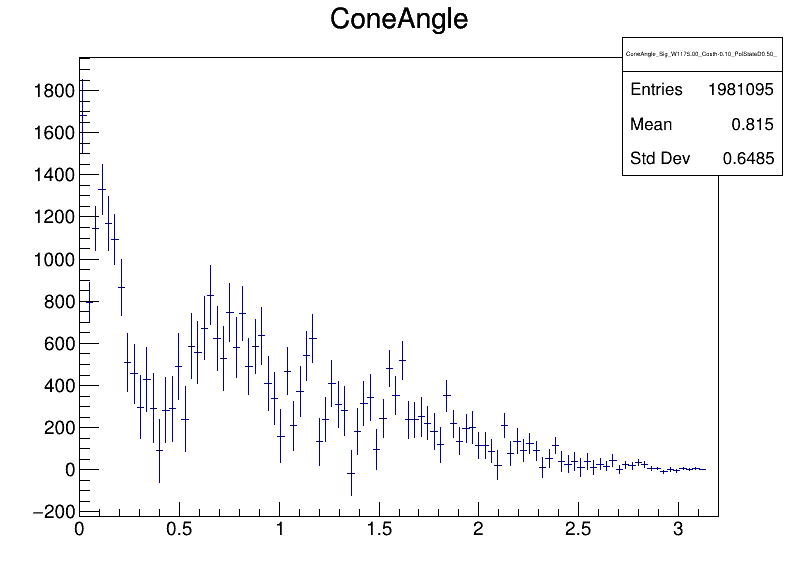 ConeAngle
ConeAngle_Sig_W1175.00_Costh-0.10_PolStateD0.50_
Entries 1981095
Mean 0.815
Std Dev 0.6485
1800
1600
1400
1200
1000
800
600
400
200
0
−200
0 0.5 1 1.5 2 2.5 3